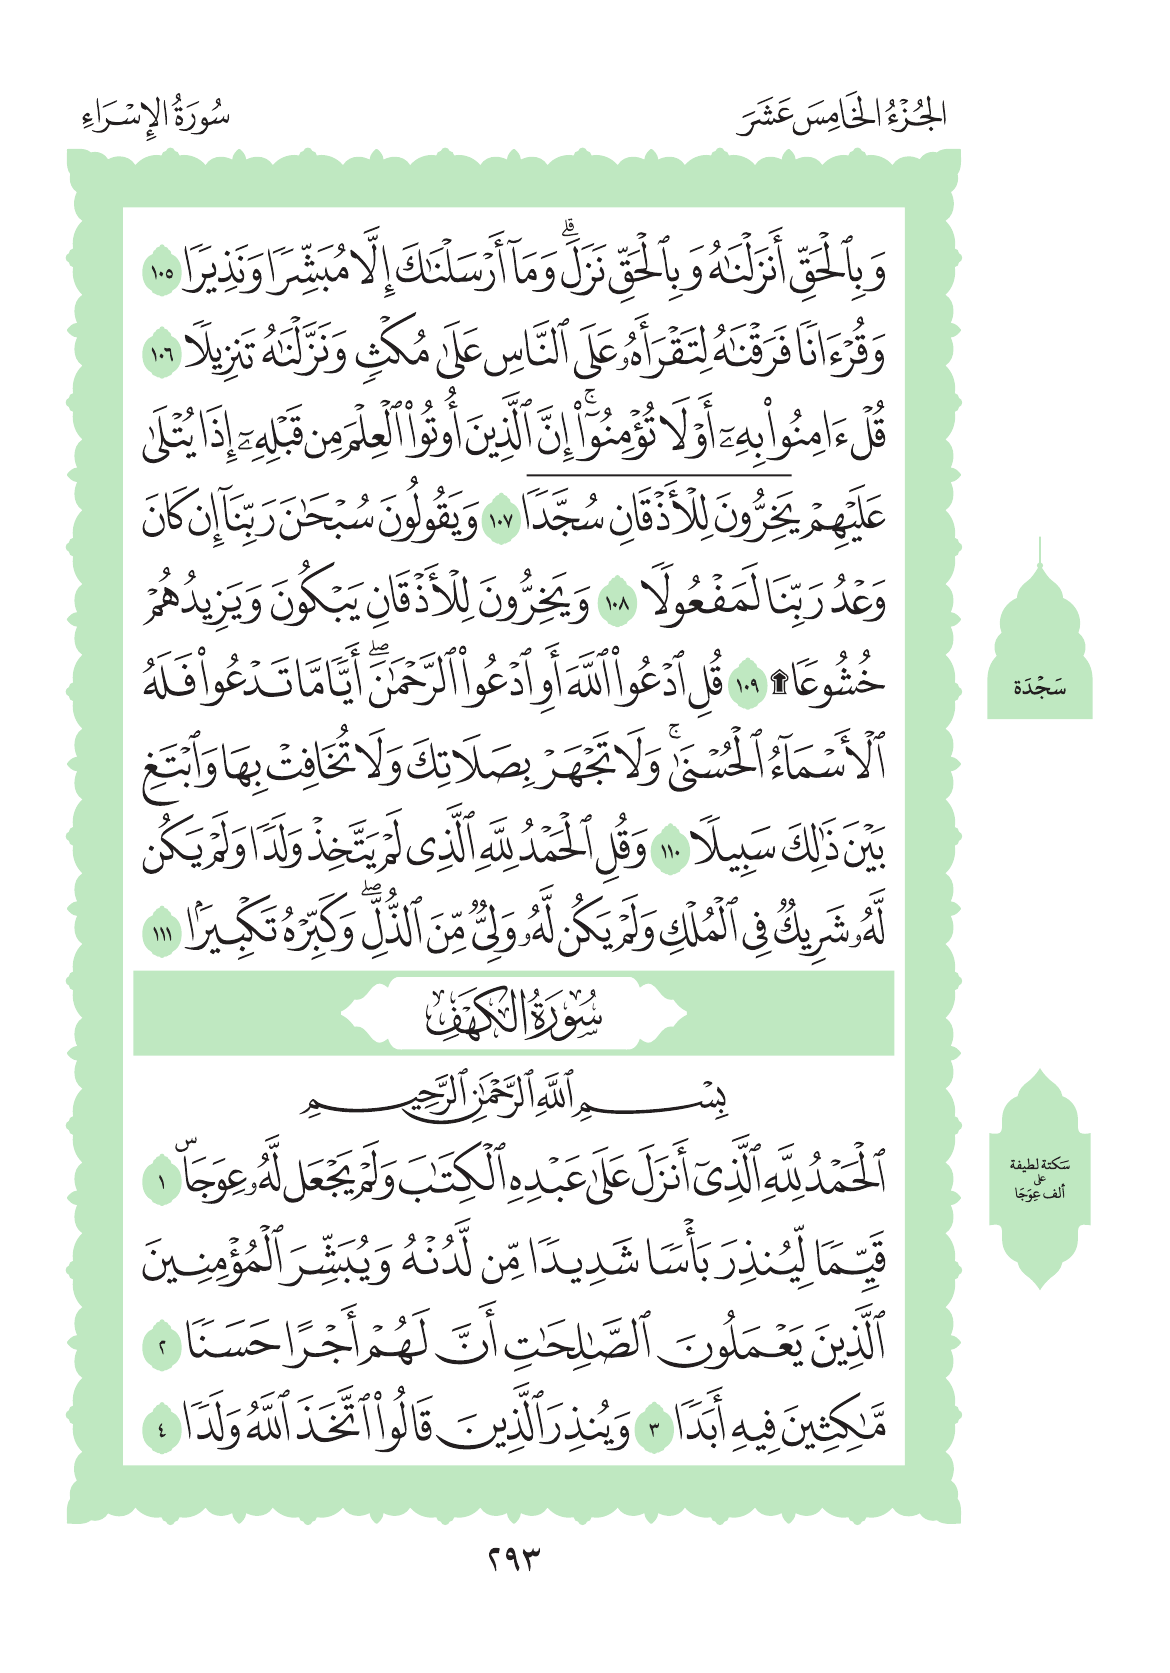 الجُزْءُ الخَامِسَ عَشَرَ
سُورَةُ الإِسْرَاءِ
وَبِٱلْحَقِّ أَنزَلْنَٰهُ وَبِٱلْحَقِّ نَزَلَۗ وَمَآ أَرْسَلْنَٰكَ إِلَّا مُبَشِّرًا وَنَذِيرًا ١٠٥
وَقُرْءَانًا فَرَقْنَٰهُ لِتَقْرَأَهُۥ عَلَى ٱلنَّاسِ عَلَىٰ مُكْثٍ وَنَزَّلْنَٰهُ تَنزِيلًا ١٠٦
قُلْ ءَامِنُوا۟ بِهِۦٓ أَوْ لَا تُؤْمِنُوٓا۟ۚ إِنَّ ٱلَّذِينَ أُوتُوا۟ ٱلْعِلْمَ مِن قَبْلِهِۦٓ إِذَا يُتْلَىٰ
عَلَيْهِمْ يَخِرُّونَ لِلْأَذْقَانِ سُجَّدًا ١٠٧ وَيَقُولُونَ سُبْحَٰنَ رَبِّنَآ إِن كَانَ
وَعْدُ رَبِّنَا لَمَفْعُولًا ١٠٨ وَيَخِرُّونَ لِلْأَذْقَانِ يَبْكُونَ وَيَزِيدُهُمْ
خُشُوعًا۩ ١٠٩ قُلِ ٱدْعُوا۟ ٱللَّهَ أَوِ ٱدْعُوا۟ ٱلرَّحْمَٰنَۖ أَيًّا مَّا تَدْعُوا۟ فَلَهُ
ٱلْأَسْمَآءُ ٱلْحُسْنَىٰۚ وَلَا تَجْهَرْ بِصَلَاتِكَ وَلَا تُخَافِتْ بِهَا وَٱبْتَغِ
بَيْنَ ذَٰلِكَ سَبِيلًا ١١٠ وَقُلِ ٱلْحَمْدُ لِلَّهِ ٱلَّذِى لَمْ يَتَّخِذْ وَلَدًا وَلَمْ يَكُن
لَّهُۥ شَرِيكٌ فِى ٱلْمُلْكِ وَلَمْ يَكُن لَّهُۥ وَلِىٌّ مِّنَ ٱلذُّلِّۖ وَكَبِّرْهُ تَكْبِيرًۢا ١١١
سُورَةُ الكَهْفِ
بِسْمِ ٱللَّهِ ٱلرَّحْمَٰنِ ٱلرَّحِيمِ
ٱلْحَمْدُ لِلَّهِ ٱلَّذِىٓ أَنزَلَ عَلَىٰ عَبْدِهِ ٱلْكِتَٰبَ وَلَمْ يَجْعَل لَّهُۥ عِوَجَاۜ ١
قَيِّمًا لِّيُنذِرَ بَأْسًا شَدِيدًا مِّن لَّدُنْهُ وَيُبَشِّرَ ٱلْمُؤْمِنِينَ
ٱلَّذِينَ يَعْمَلُونَ ٱلصَّٰلِحَٰتِ أَنَّ لَهُمْ أَجْرًا حَسَنًا ٢
مَّٰكِثِينَ فِيهِ أَبَدًا ٣ وَيُنذِرَ ٱلَّذِينَ قَالُوا۟ ٱتَّخَذَ ٱللَّهُ وَلَدًا ٤
سَجْدَة
سَكتة لطيفة
على
ألف عِوَجَا
٢٩٣